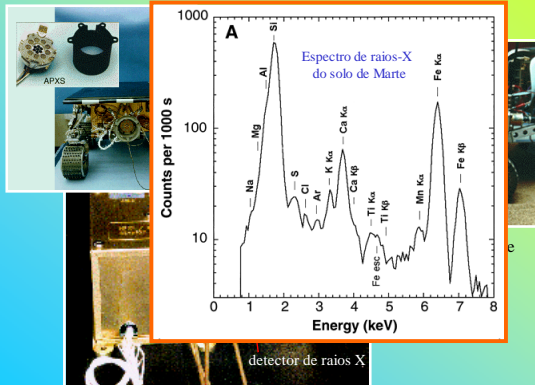 APXS
A
Espectro de raios-X
do solo de Marte
Counts per 1000 s
1000
100
10
Na
Mg
Al
Si
S
Cl
Ar
K Kα
Ca Kα
Ca Kβ
Ti Kα
Fe esc
Ti Kβ
Mn Kα
Fe Kα
Fe Kβ
0 1 2 3 4 5 6 7 8
Energy (keV)
e
detector de raios X,